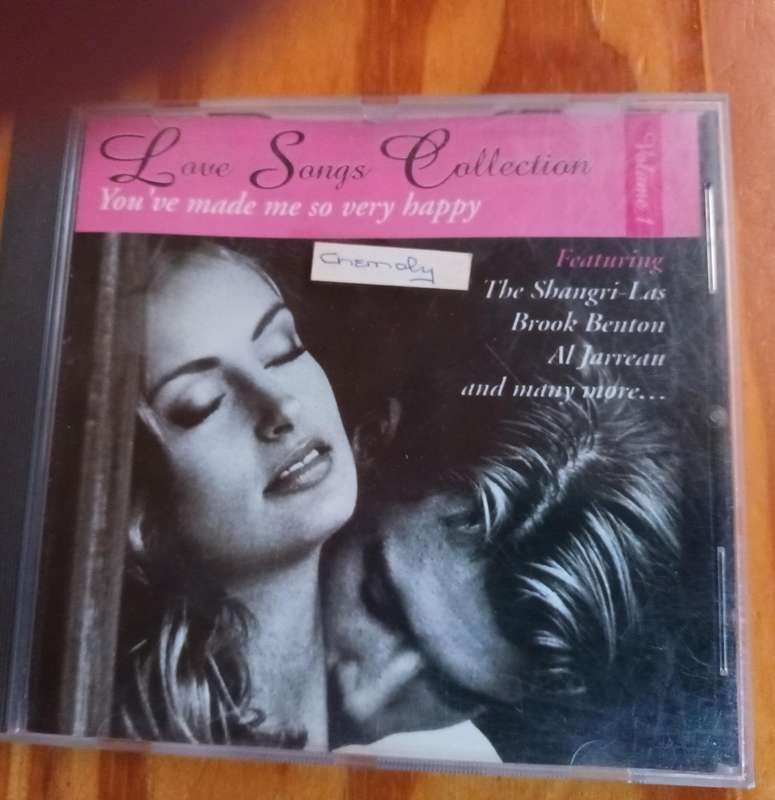 Love Songs Collection
You've made me so very happy
Volume 1
Chemaly
Featuring
The Shangri-Las
Brook Benton
Al Jarreau
and many more...